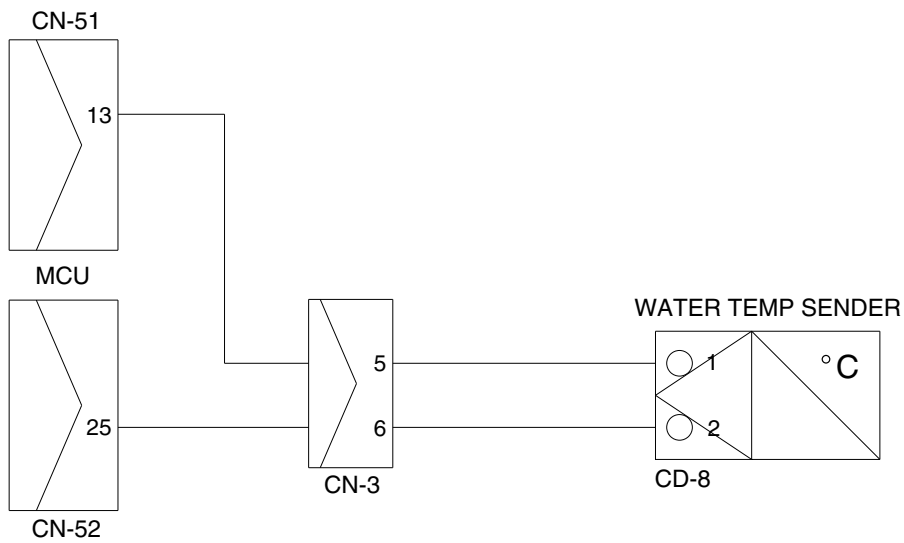 CN-51
13
MCU
WATER TEMP SENDER
5
1
°C
25
6
2
CN-3
CD-8
CN-52